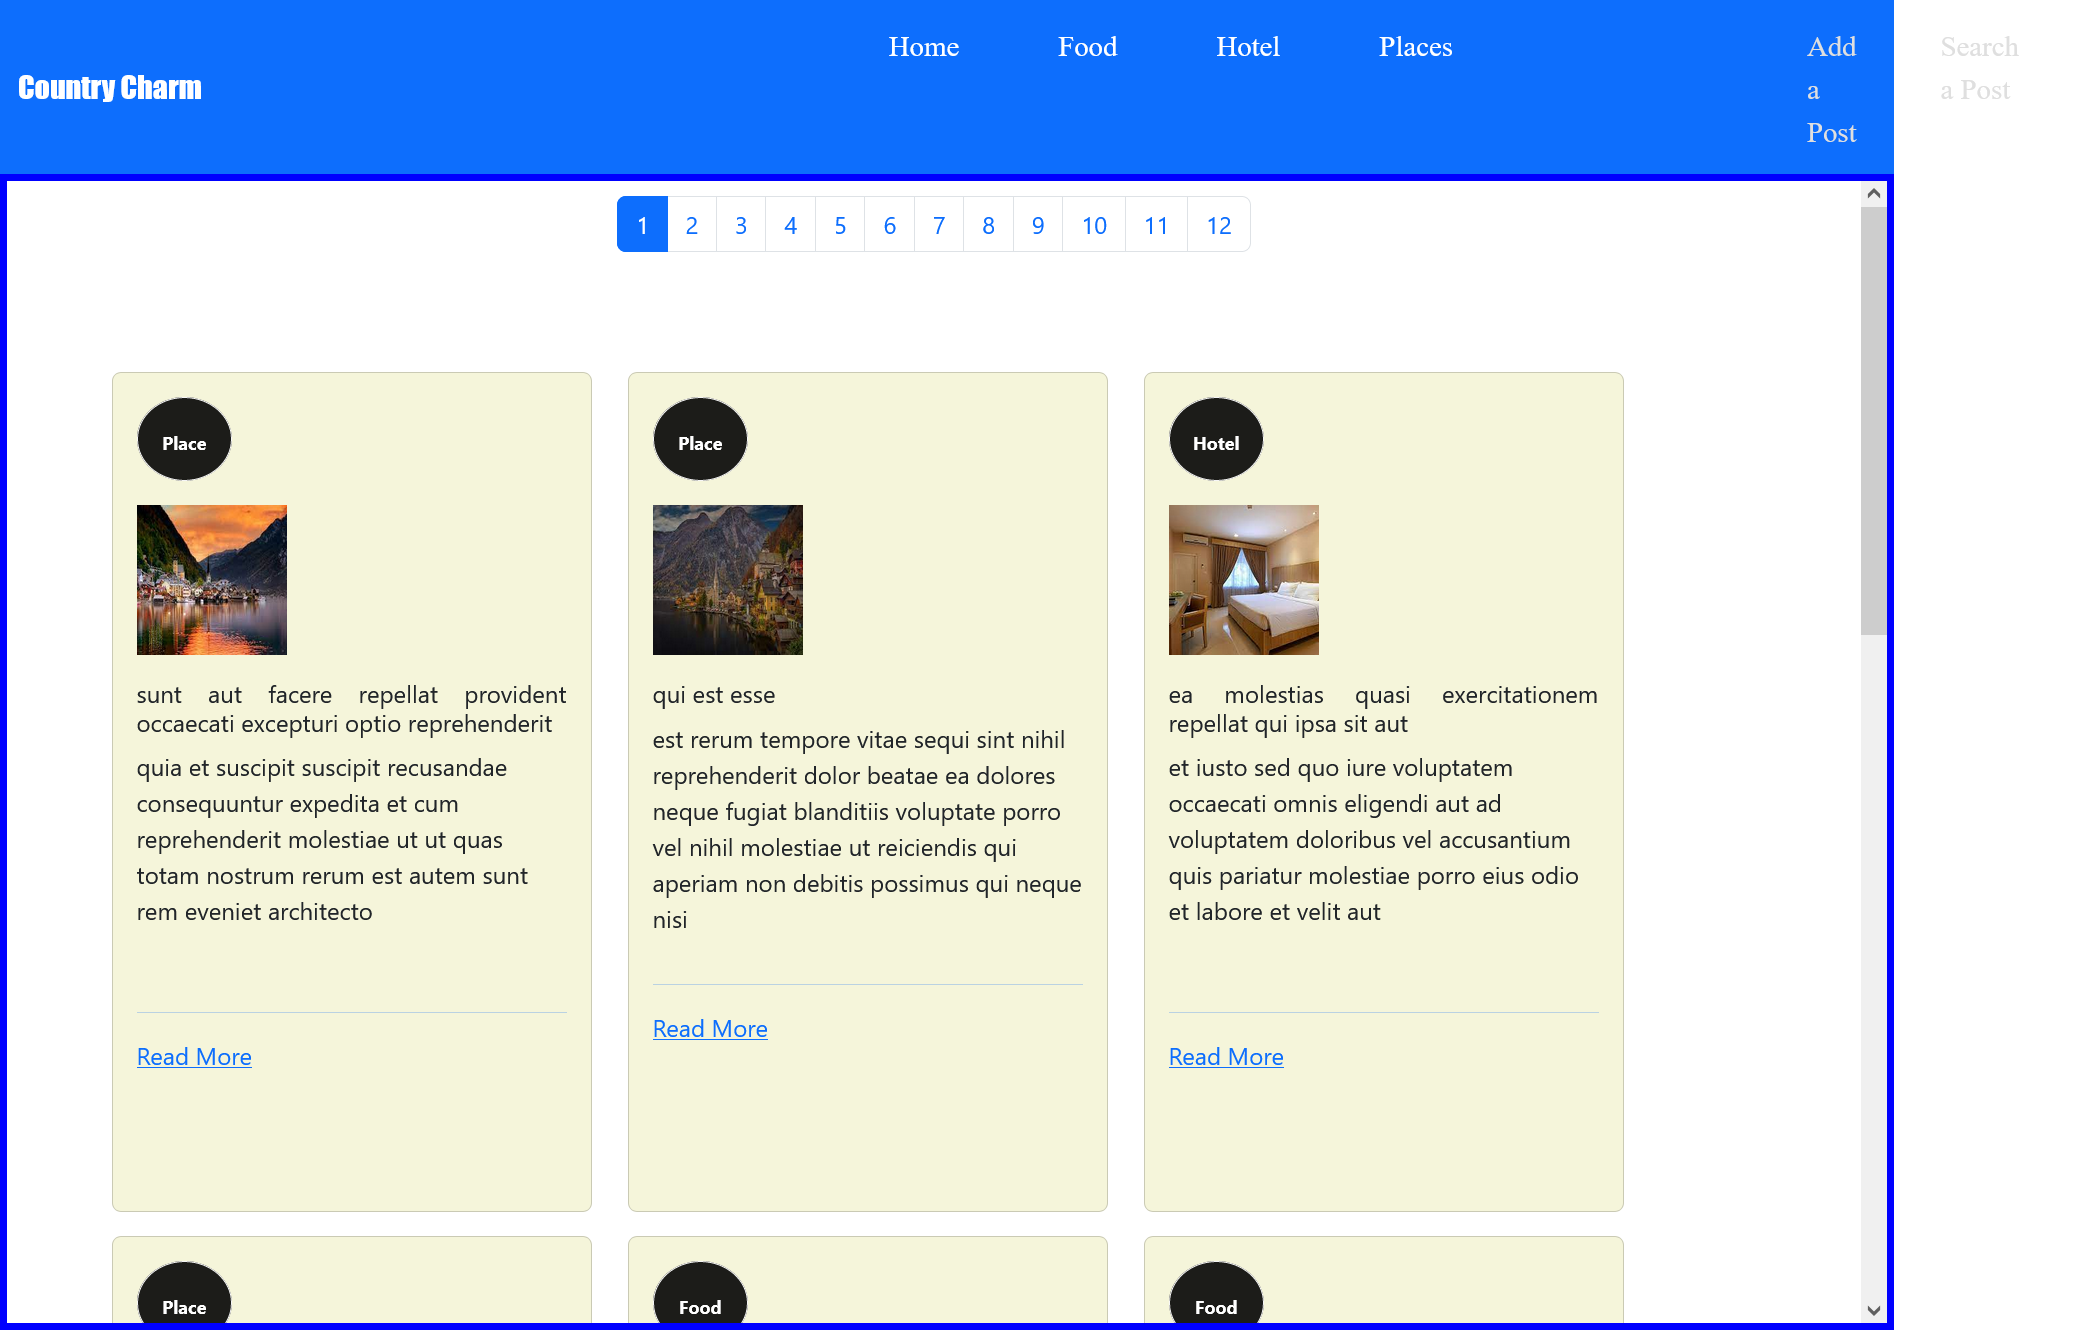 Country Charm
Home
Food
Hotel
Places
Add
a
Post
Search
a Post
1 2 3 4 5 6 7 8 9 10 11 12
Place
sunt aut facere repellat provident
occaecati excepturi optio reprehenderit
quia et suscipit suscipit recusandae
consequuntur expedita et cum
reprehenderit molestiae ut ut quas
totam nostrum rerum est autem sunt
rem eveniet architecto
Read More
Place
qui est esse
est rerum tempore vitae sequi sint nihil
reprehenderit dolor beatae ea dolores
neque fugiat blanditiis voluptate porro
vel nihil molestiae ut reiciendis qui
aperiam non debitis possimus qui neque
nisi
Read More
Hotel
ea molestias quasi exercitationem
repellat qui ipsa sit aut
et iusto sed quo iure voluptatem
occaecati omnis eligendi aut ad
voluptatem doloribus vel accusantium
quis pariatur molestiae porro eius odio
et labore et velit aut
Read More
Place
Food
Food